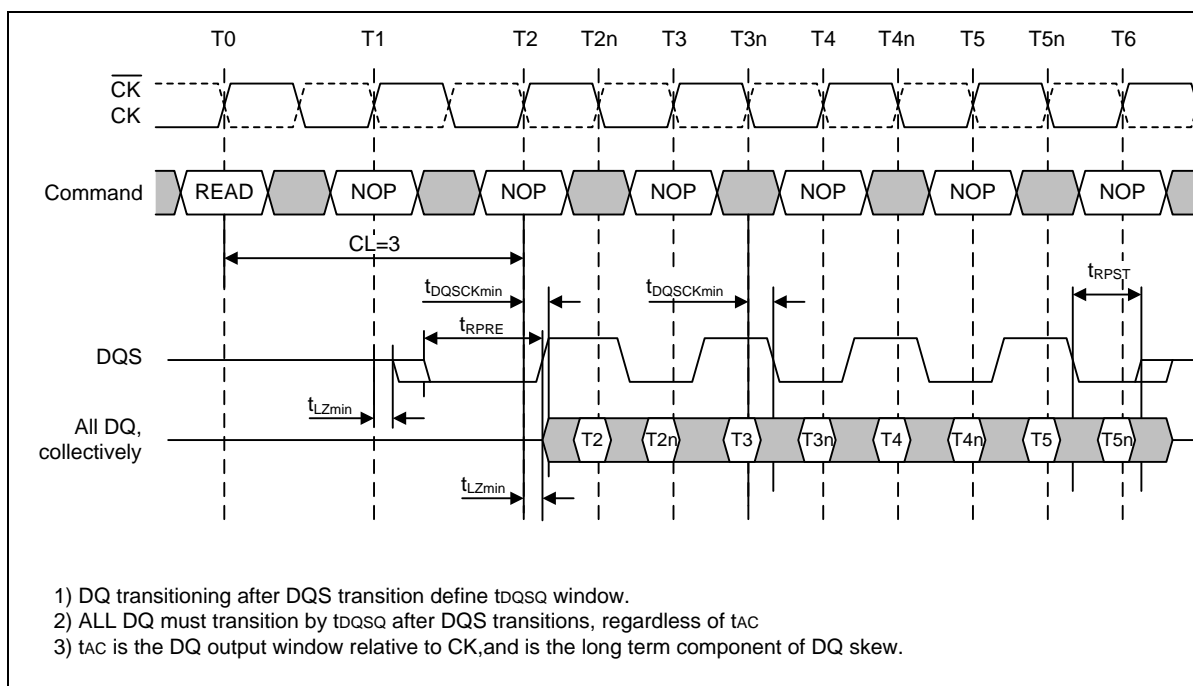 T0 T1 T2 T2n T3 T3n T4 T4n T5 T5n T6
CK
CK
Command READ NOP NOP NOP NOP NOP NOP
CL=3
tDQSCKmin tDQSCKmin tRPST
tRPRE
DQS
tLZmin
All DQ,
collectively T2 T2n T3 T3n T4 T4n T5 T5n
tLZmin
1) DQ transitioning after DQS transition define tDQSQ window.
2) ALL DQ must transition by tDQSQ after DQS transitions, regardless of tAC
3) tAC is the DQ output window relative to CK,and is the long term component of DQ skew.